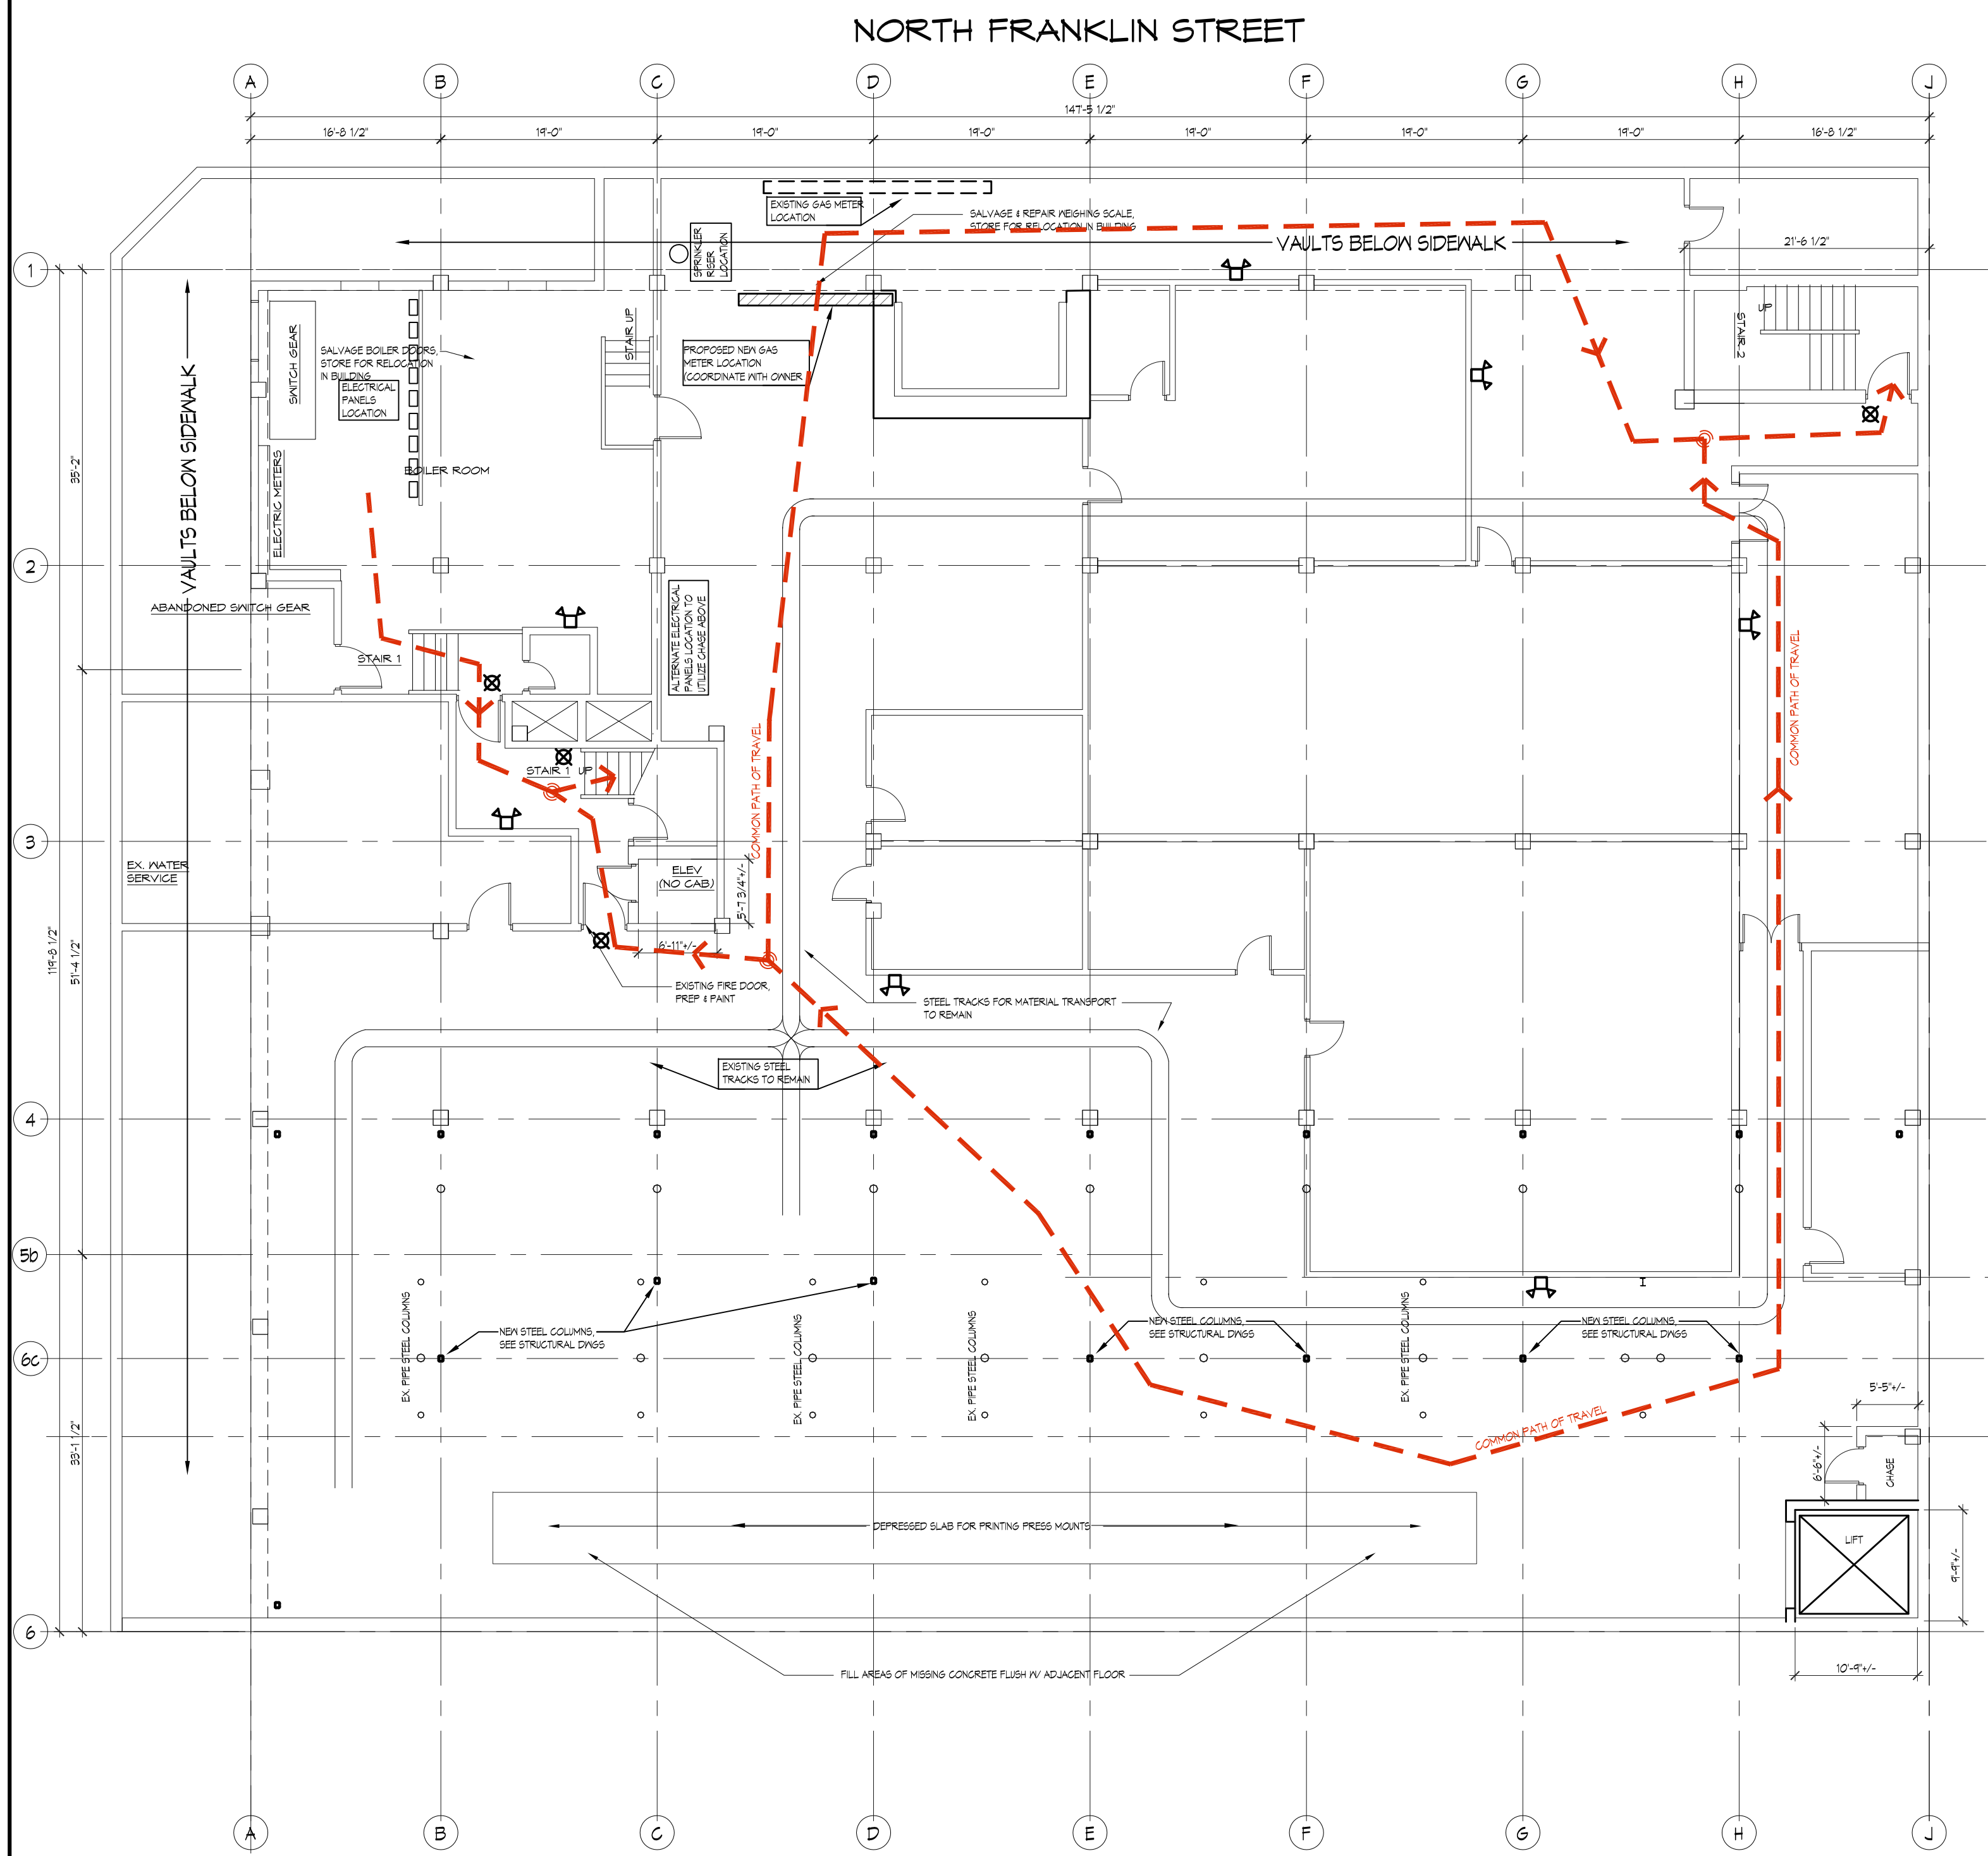 NORTH FRANKLIN STREET
A B C D E F G H J
147'-5 1/2"
16'-8 1/2" 19'-0" 19'-0" 19'-0" 19'-0" 19'-0" 19'-0" 16'-8 1/2"
EXISTING GAS METER
LOCATION
SALVAGE & REPAIR WEIGHING SCALE,
STORE FOR RELOCATION IN BUILDING
SPRINKLER
RISER
LOCATION
VAULTS BELOW SIDEWALK
21'-6 1/2"
1
SWITCH GEAR
SALVAGE BOILER DOORS,
STORE FOR RELOCATION
IN BUILDING
ELECTRICAL
PANELS
LOCATION
STAIR UP
PROPOSED NEW GAS
METER LOCATION
(COORDINATE WITH OWNER
UP
STAIR 2
VAULTS BELOW SIDEWALK
35'-2"
ELECTRIC METERS
BOILER ROOM
2
ABANDONED SWITCH GEAR
ALTERNATE ELECTRICAL
PANELS LOCATION TO
UTILIZE CHASE ABOVE
STAIR 1
COMMON PATH OF TRAVEL
COMMON PATH OF TRAVEL
STAIR 1 UP
3
EX. WATER
SERVICE
ELEV
(NO CAB)
5'-7 3/4"+/-
6'-11"+/-
119'-8 1/2"
51'-4 1/2"
EXISTING FIRE DOOR,
PREP & PAINT
STEEL TRACKS FOR MATERIAL TRANSPORT
TO REMAIN
EXISTING STEEL
TRACKS TO REMAIN
4
5b
EX. PIPE STEEL COLUMNS
NEW STEEL COLUMNS,
SEE STRUCTURAL DWGS
EX. PIPE STEEL COLUMNS
EX. PIPE STEEL COLUMNS
NEW STEEL COLUMNS,
SEE STRUCTURAL DWGS
EX. PIPE STEEL COLUMNS
NEW STEEL COLUMNS,
SEE STRUCTURAL DWGS
6c
5'-5"+/-
COMMON PATH OF TRAVEL
33'-1 1/2"
6'-6"+/-
CHASE
DEPRESSED SLAB FOR PRINTING PRESS MOUNTS
LIFT
9'-9"+/-
6
FILL AREAS OF MISSING CONCRETE FLUSH W/ ADJACENT FLOOR
10'-9"+/-
A B C D E F G H J